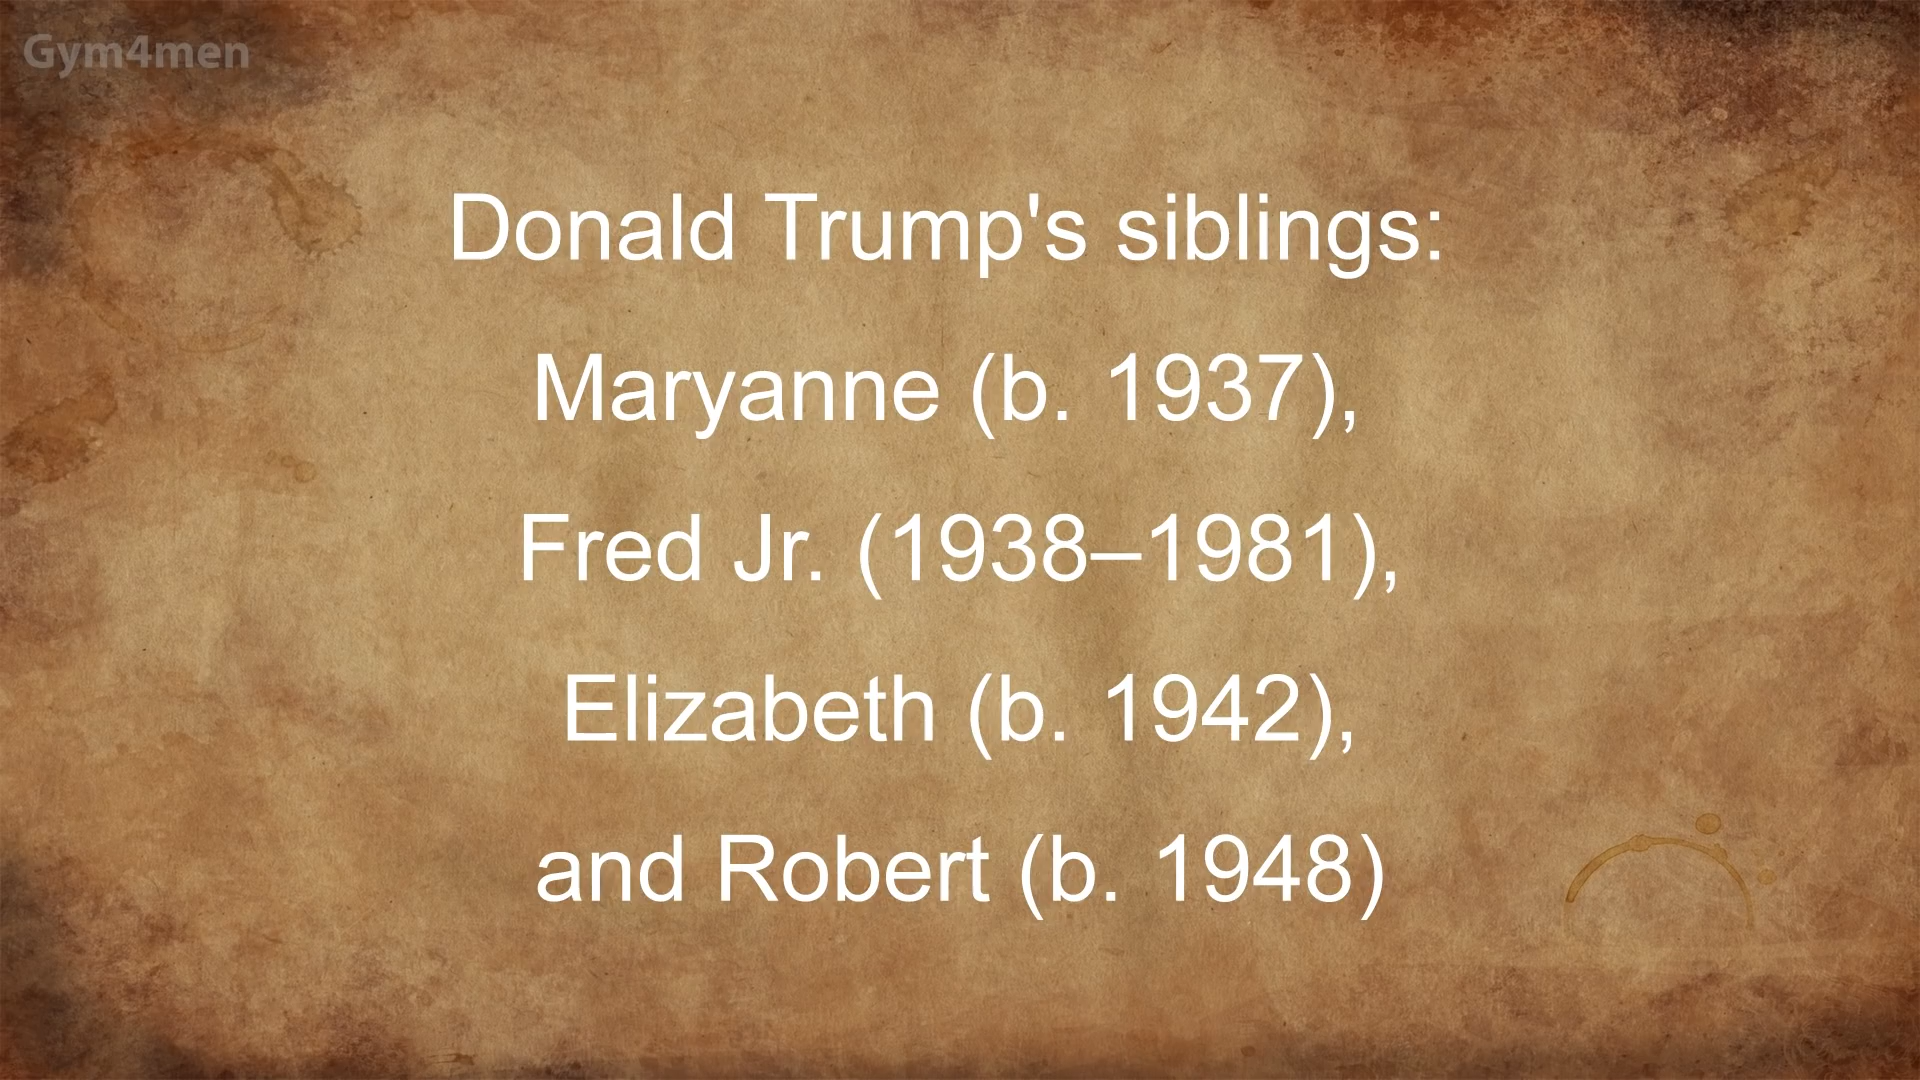 Gym4men
Donald Trump's siblings:
Maryanne (b. 1937),
Fred Jr. (1938–1981),
Elizabeth (b. 1942),
and Robert (b. 1948)